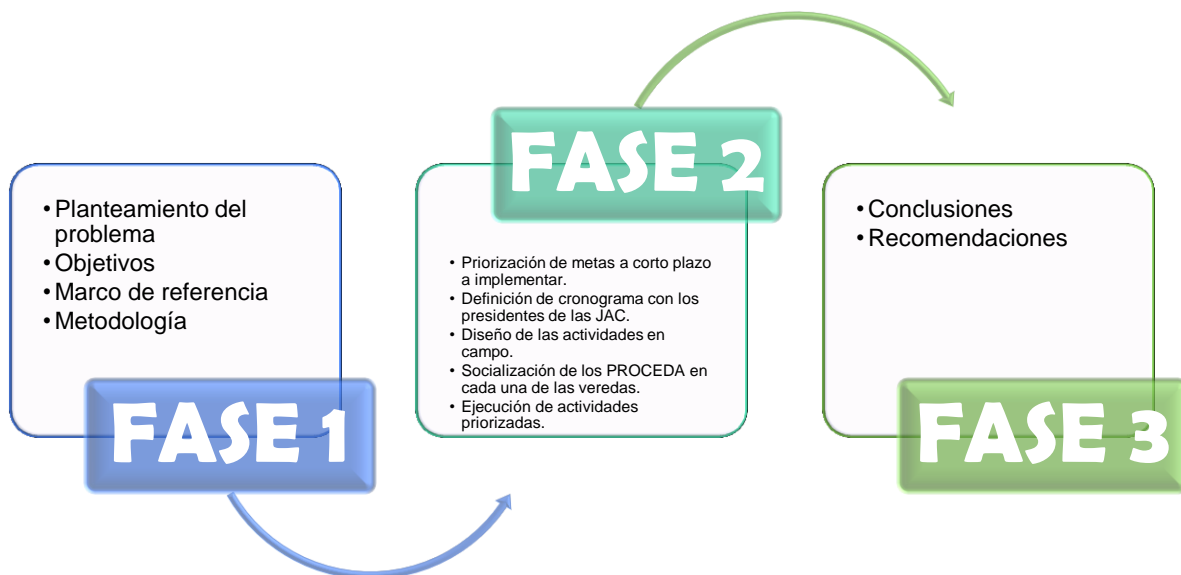 • Planteamiento del
problema
• Objetivos
• Marco de referencia
• Metodología
FASE 1
FASE 2
• Priorización de metas a corto plazo
a implementar.
• Definición de cronograma con los
presidentes de las JAC.
• Diseño de las actividades en
campo.
• Socialización de los PROCEDA en
cada una de las veredas.
• Ejecución de actividades
priorizadas.
• Conclusiones
• Recomendaciones
FASE 3